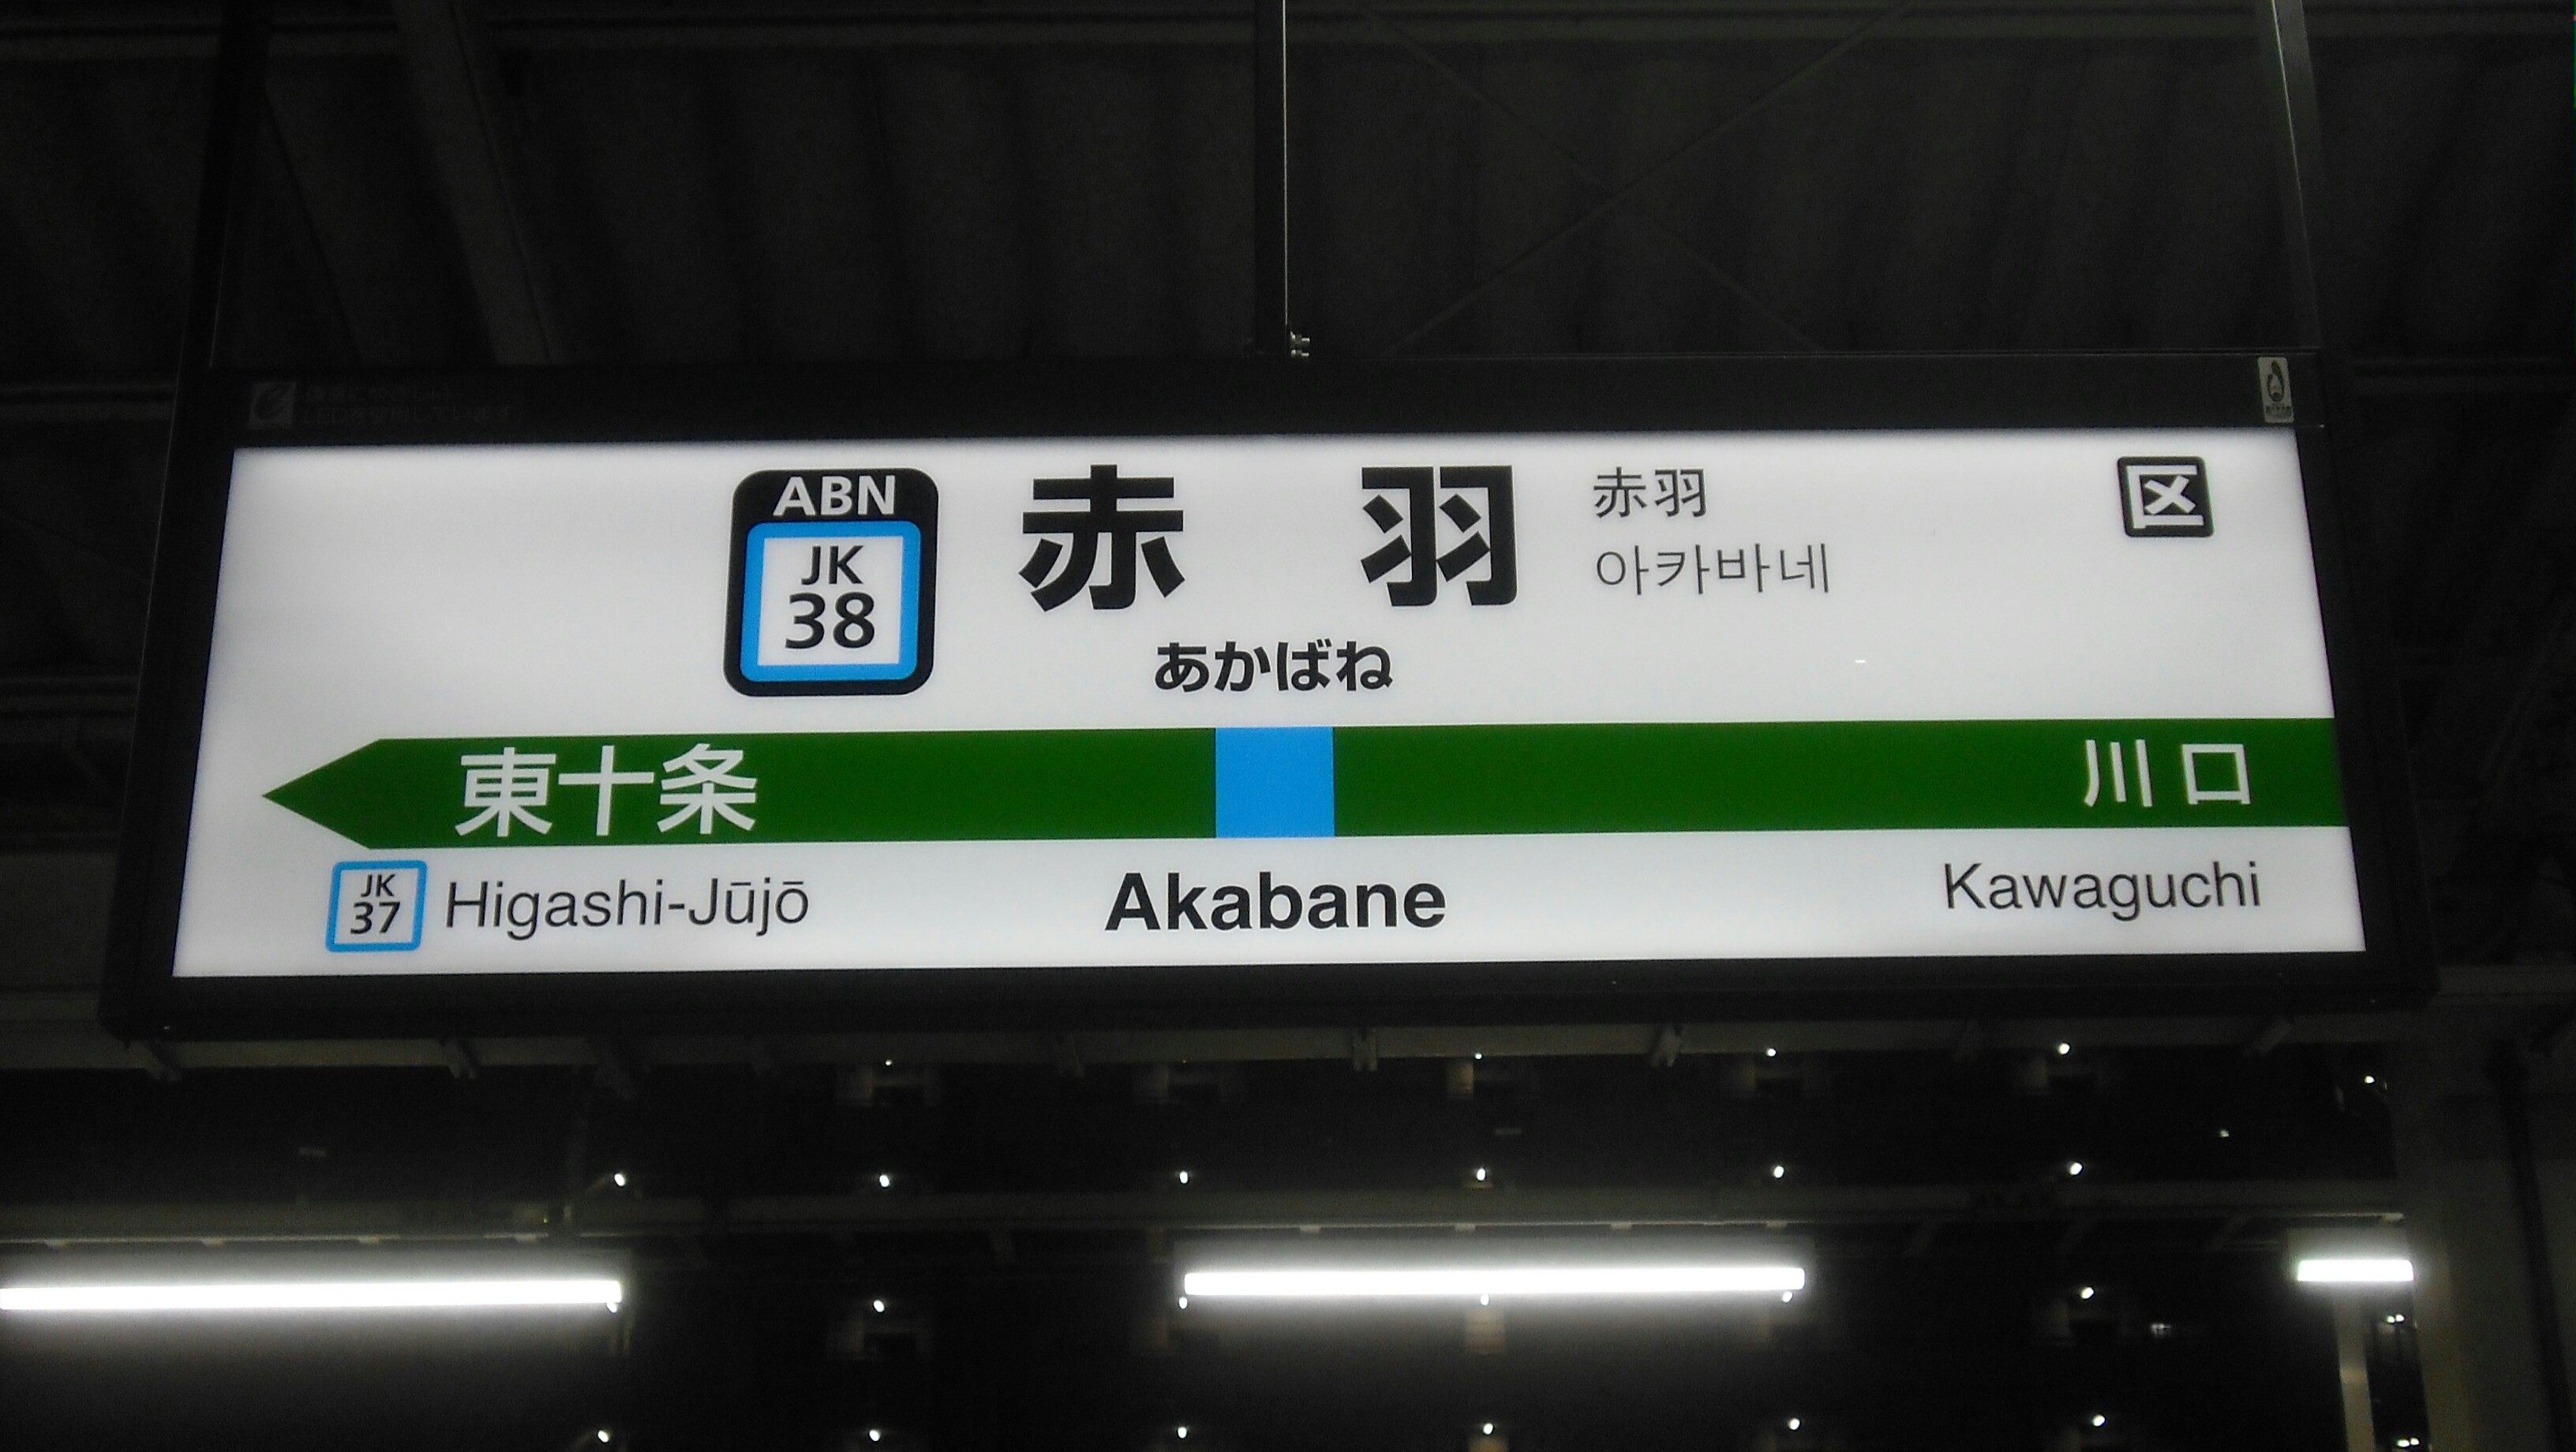 ABN
JK
38
赤羽
赤羽
아카바네
区
あかばね
東十条
川口
JK
37
Higashi-Jūjō
Akabane
Kawaguchi